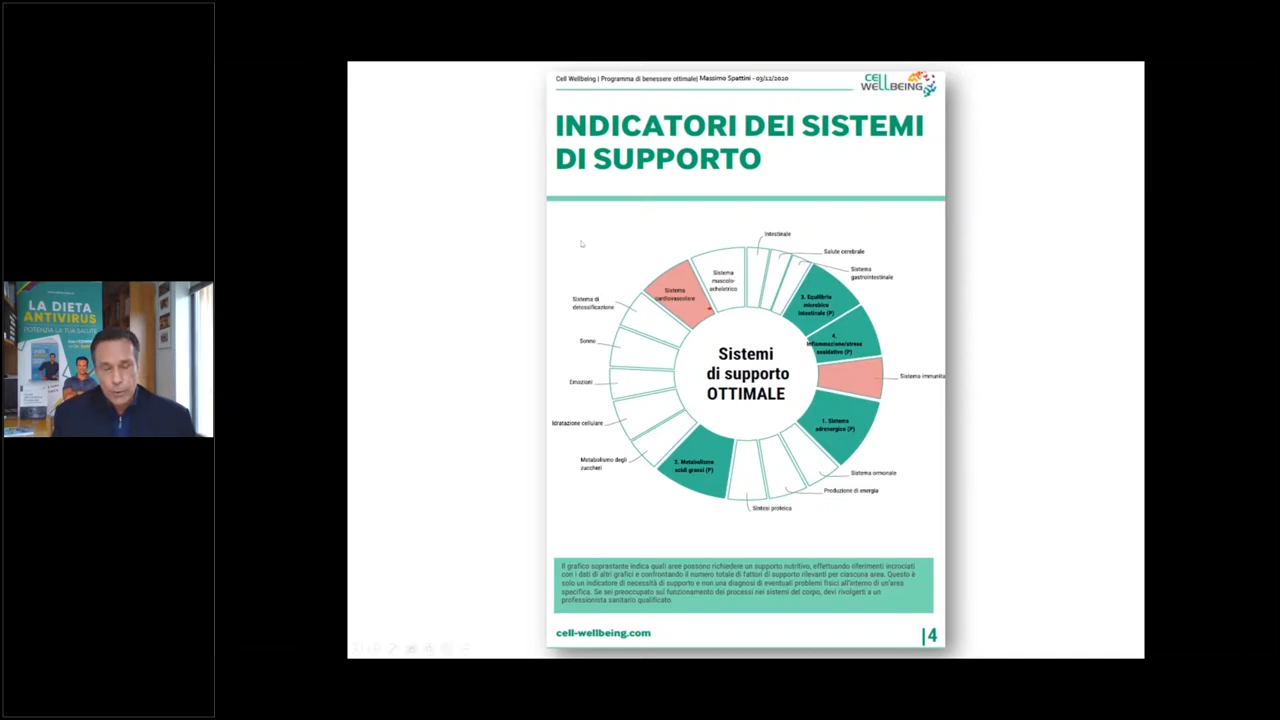 Cell Wellbeing | Programma di benessere ottimale| Massimo Spattini - 03/12/2020
CELL
WELLBEING
INDICATORI DEI SISTEMI
DI SUPPORTO
Intestinale
Salute cerebrale
Sistema
gastrointestinale
Sistema
muscolo-
scheletrico
Sistema
cardiovascolare
3. Equilibrio
microbico
intestinale (P)
Sistema di
detossificazione
4.
Infiammazione/stress
ossidativo (P)
Sonno
Sistemi
di supporto
OTTIMALE
Sistema immunita
Emozioni
1. Sistema
adrenergico (P)
Idratazione cellulare
Metabolismo degli
zuccheri
2. Metabolismo
acidi grassi (P)
Sistema ormonale
Produzione di energia
Sintesi proteica
Il grafico soprastante indica quali aree possono richiedere un supporto nutritivo, effettuando riferimenti incrociati
con i dati di altri grafici e confrontando il numero totale di fattori di supporto rilevanti per ciascuna area. Questo è
solo un indicatore di necessità di supporto e non una diagnosi di eventuali problemi fisici all'interno di un'area
specifica. Se sei preoccupato sul funzionamento dei processi nei sistemi del corpo, devi rivolgerti a un
professionista sanitario qualificato.
cell-wellbeing.com
|4
LA DIETA
ANTIVIRUS
POTENZIA LA TUA SALUTE